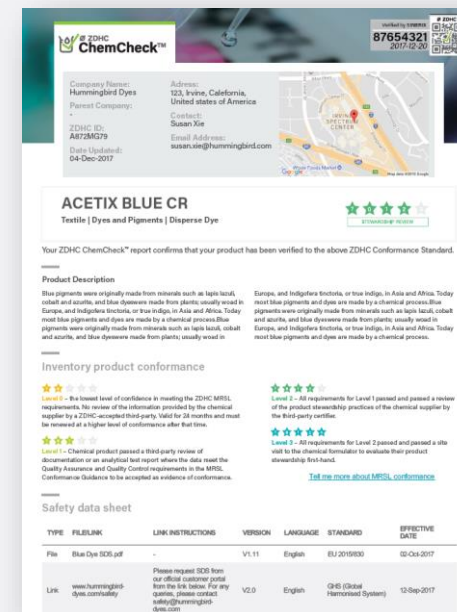 @ ZDHC
ChemCheck™
Verified by
87654321
2017-12-20
@ ZDHC
Company Name:
Hummingbird Dyes
Parent Company:
-
ZDHC ID:
A872MG79
Date Updated:
04-Dec-2017
Adress:
123, Irvine, Calefornia,
United states of America
Contact:
Susan Xie
Email Address:
susan.xie@hummingbird.com
IRVINE
SPECTRUM
CENTER
Whole Foods Market
Google
Map data ©2016 Google
ACETIX BLUE CR
Textile | Dyes and Pigments | Disperse Dye
STEWARDSHIP REVIEW
Your ZDHC ChemCheck™ report confirms that your product has been verified to the above ZDHC Conformance Standard.
Product Description
Blue pigments were originally made from minerals such as lapis lazuli,
cobalt and azurite, and blue dyeswere made from plants; usually woad in
Europe, and Indigofera tinctoria, or true indigo, in Asia and Africa. Today
most blue pigments and dyes are made by a chemical process.Blue
pigments were originally made from minerals such as lapis lazuli, cobalt
and azurite, and blue dyeswere made from plants; usually woad in
Europe, and Indigofera tinctoria, or true indigo, in Asia and Africa. Today
most blue pigments and dyes are made by a chemical process.Blue
pigments were originally made from minerals such as lapis lazuli, cobalt
and azurite, and blue dyeswere made from plants; usually woad in
Europe, and Indigofera tinctoria, or true indigo, in Asia and Africa. Today
most blue pigments and dyes are made by a chemical process.
Inventory product conformance
Level 0 – the lowest level of confidence in meeting the ZDHC MRSL
requirements. No review of the information provided by the chemical
supplier by a ZDHC-accepted third-party. Valid for 24 months and must
be renewed at a higher level of conformance after that time.
Level 1 – Chemical product passed a third-party review of
documentation or an analytical test report where the data meet the
Quality Assurance and Quality Control requirements in the MRSL
Conformance Guidance to be accepted as evidence of conformance.
Level 2 – All requirements for Level 1 passed and passed a review
of the product stewardship practices of the chemical supplier by
the third-party certifier.
Level 3 – All requirements for Level 2 passed and passed a site
visit to the chemical formulator to evaluate their product
stewardship first-hand.
Tell me more about MRSL conformance
Safety data sheet
TYPE FILE/LINK LINK INSTRUCTIONS VERSION LANGUAGE STANDARD EFFECTIVE
DATE
File Blue Dye SDS.pdf - V1.11 English EU 2015/830 02-Oct-2017
Link www.hummingbird-
dyes.com/safety
Please request SDS from
our official customer portal
from the link below. For any
queries, please contact
safety@hummingbird-
dyes.com
V2.0 English GHS (Global
Harmonised System)
12-Sep-2017